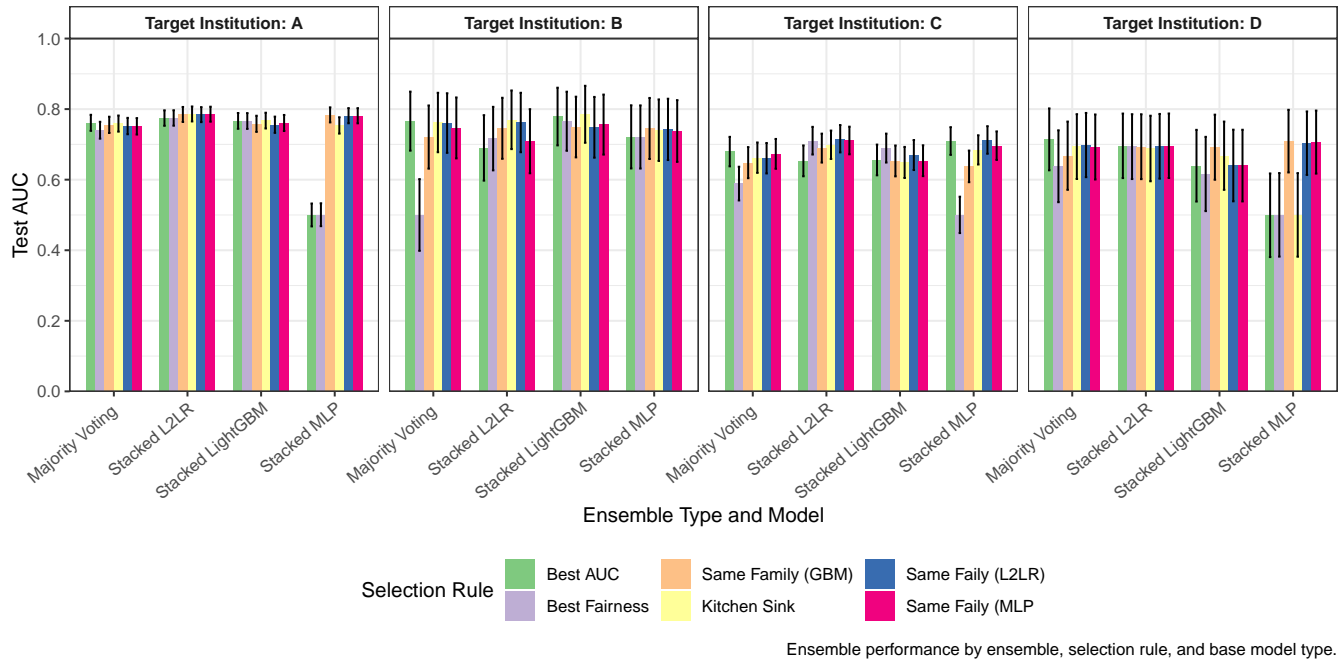 Target Institution: A
Target Institution: B
Target Institution: C
Target Institution: D
Test AUC
1.0
0.8
0.6
0.4
0.2
0.0
Majority Voting
Stacked L2LR
Stacked LightGBM
Stacked MLP
Majority Voting
Stacked L2LR
Stacked LightGBM
Stacked MLP
Majority Voting
Stacked L2LR
Stacked LightGBM
Stacked MLP
Majority Voting
Stacked L2LR
Stacked LightGBM
Stacked MLP
Ensemble Type and Model
Selection Rule
Best AUC
Best Fairness
Same Family (GBM)
Kitchen Sink
Same Faily (L2LR)
Same Faily (MLP
Ensemble performance by ensemble, selection rule, and base model type.